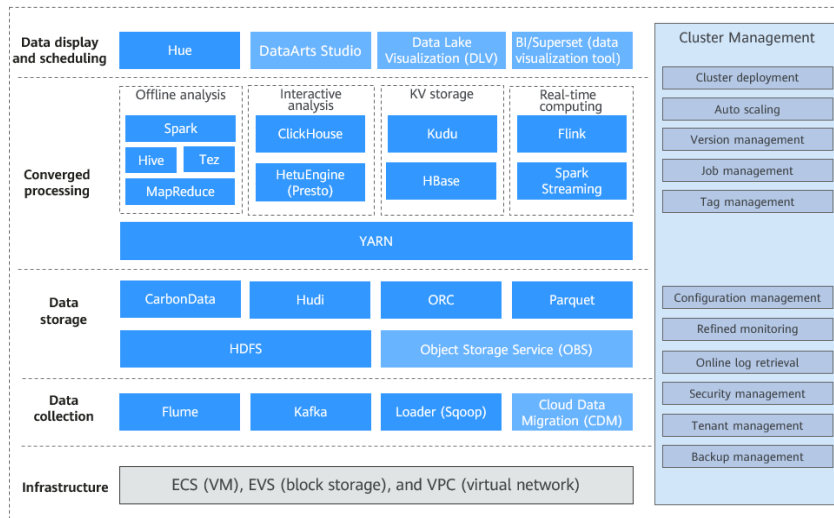 Data display
and scheduling
Hue
DataArts Studio
Data Lake
Visualization (DLV)
BI/Superset (data
visualization tool)
Converged
processing
Offline analysis
Spark
Hive
Tez
MapReduce
Interactive
analysis
ClickHouse
HetuEngine
(Presto)
KV storage
Kudu
HBase
Real-time
computing
Flink
Spark
Streaming
YARN
Data
storage
CarbonData
Hudi
ORC
Parquet
HDFS
Object Storage Service (OBS)
Data
collection
Flume
Kafka
Loader (Sqoop)
Cloud Data
Migration (CDM)
Infrastructure
ECS (VM), EVS (block storage), and VPC (virtual network)
Cluster Management
Cluster deployment
Auto scaling
Version management
Job management
Tag management
Configuration management
Refined monitoring
Online log retrieval
Security management
Tenant management
Backup management